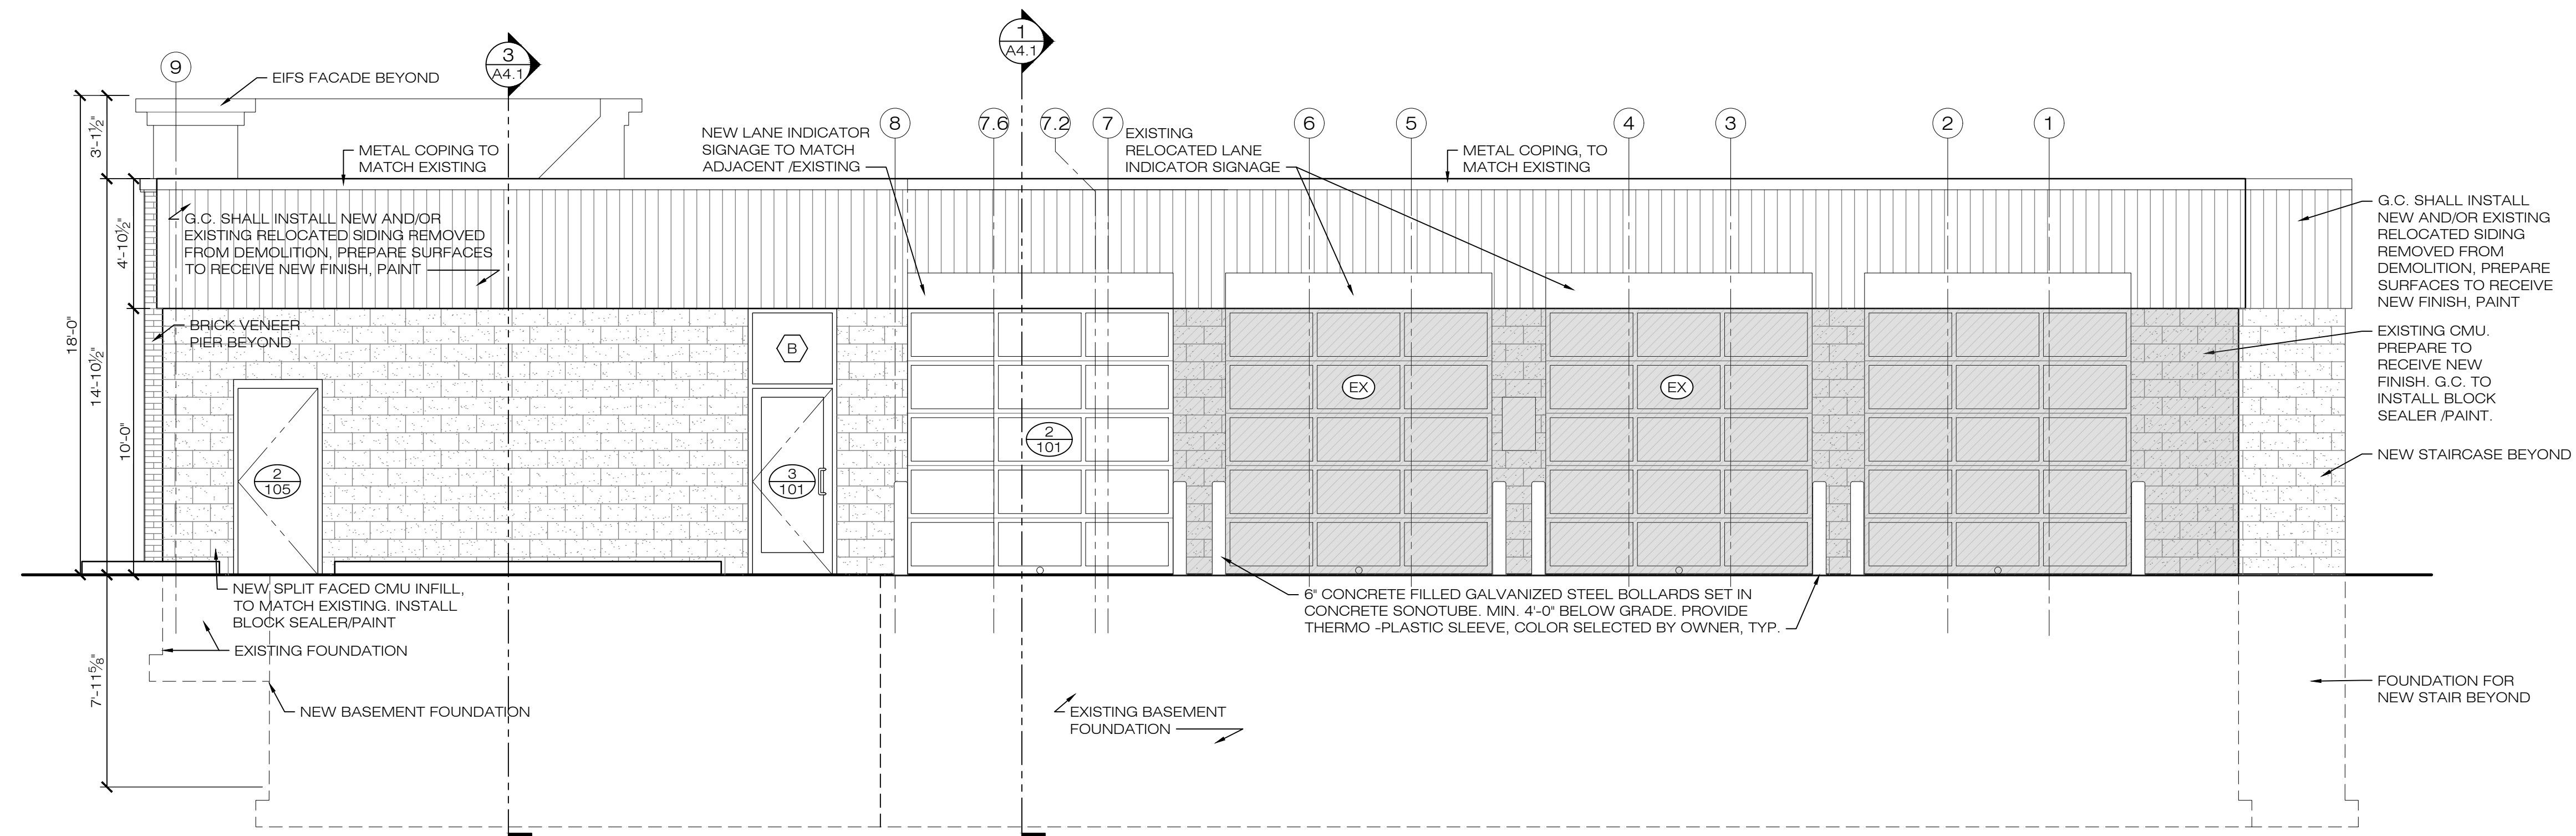 1
A4.1
3
A4.1
9
EIFS FACADE BEYOND
8
7.6
7.2
7
6
5
4
3
2
1
NEW LANE INDICATOR
SIGNAGE TO MATCH
ADJACENT /EXISTING
EXISTING
RELOCATED LANE
INDICATOR SIGNAGE
METAL COPING TO
MATCH EXISTING
METAL COPING, TO
MATCH EXISTING
3'-1½"
4'-10½"
18'-0"
14'-10½"
10'-0"
7'-11⅝"
G.C. SHALL INSTALL NEW AND/OR
EXISTING RELOCATED SIDING REMOVED
FROM DEMOLITION, PREPARE SURFACES
TO RECEIVE NEW FINISH, PAINT
G.C. SHALL INSTALL
NEW AND/OR EXISTING
RELOCATED SIDING
REMOVED FROM
DEMOLITION, PREPARE
SURFACES TO RECEIVE
NEW FINISH, PAINT
BRICK VENEER
PIER BEYOND
B
EX
EX
EXISTING CMU.
PREPARE TO
RECEIVE NEW
FINISH. G.C. TO
INSTALL BLOCK
SEALER /PAINT.
2
101
2
105
3
101
NEW STAIRCASE BEYOND
NEW SPLIT FACED CMU INFILL,
TO MATCH EXISTING. INSTALL
BLOCK SEALER/PAINT
6" CONCRETE FILLED GALVANIZED STEEL BOLLARDS SET IN
CONCRETE SONOTUBE. MIN. 4'-0" BELOW GRADE. PROVIDE
THERMO -PLASTIC SLEEVE, COLOR SELECTED BY OWNER, TYP.
EXISTING FOUNDATION
NEW BASEMENT FOUNDATION
EXISTING BASEMENT
FOUNDATION
FOUNDATION FOR
NEW STAIR BEYOND